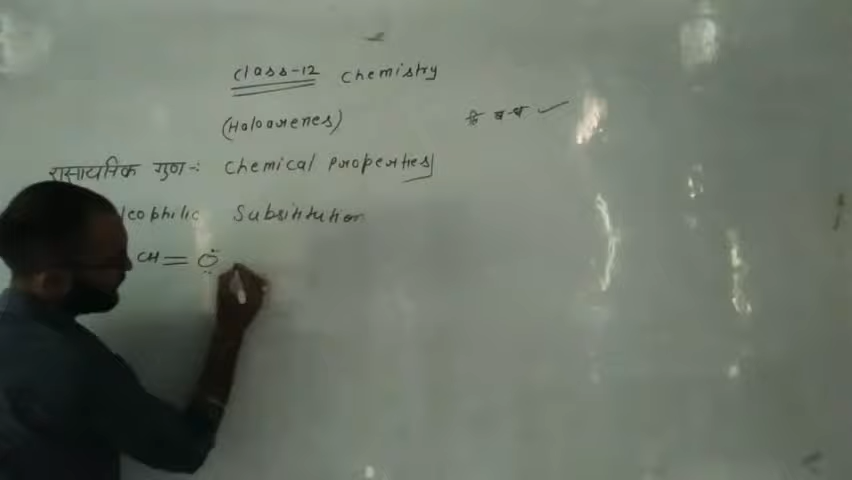 Class-12 Chemistry
(Haloarenes)
द्वि ब-ध ✓
रासायनिक गुण :- Chemical Properties
leophilic Substitution
CH = Ö